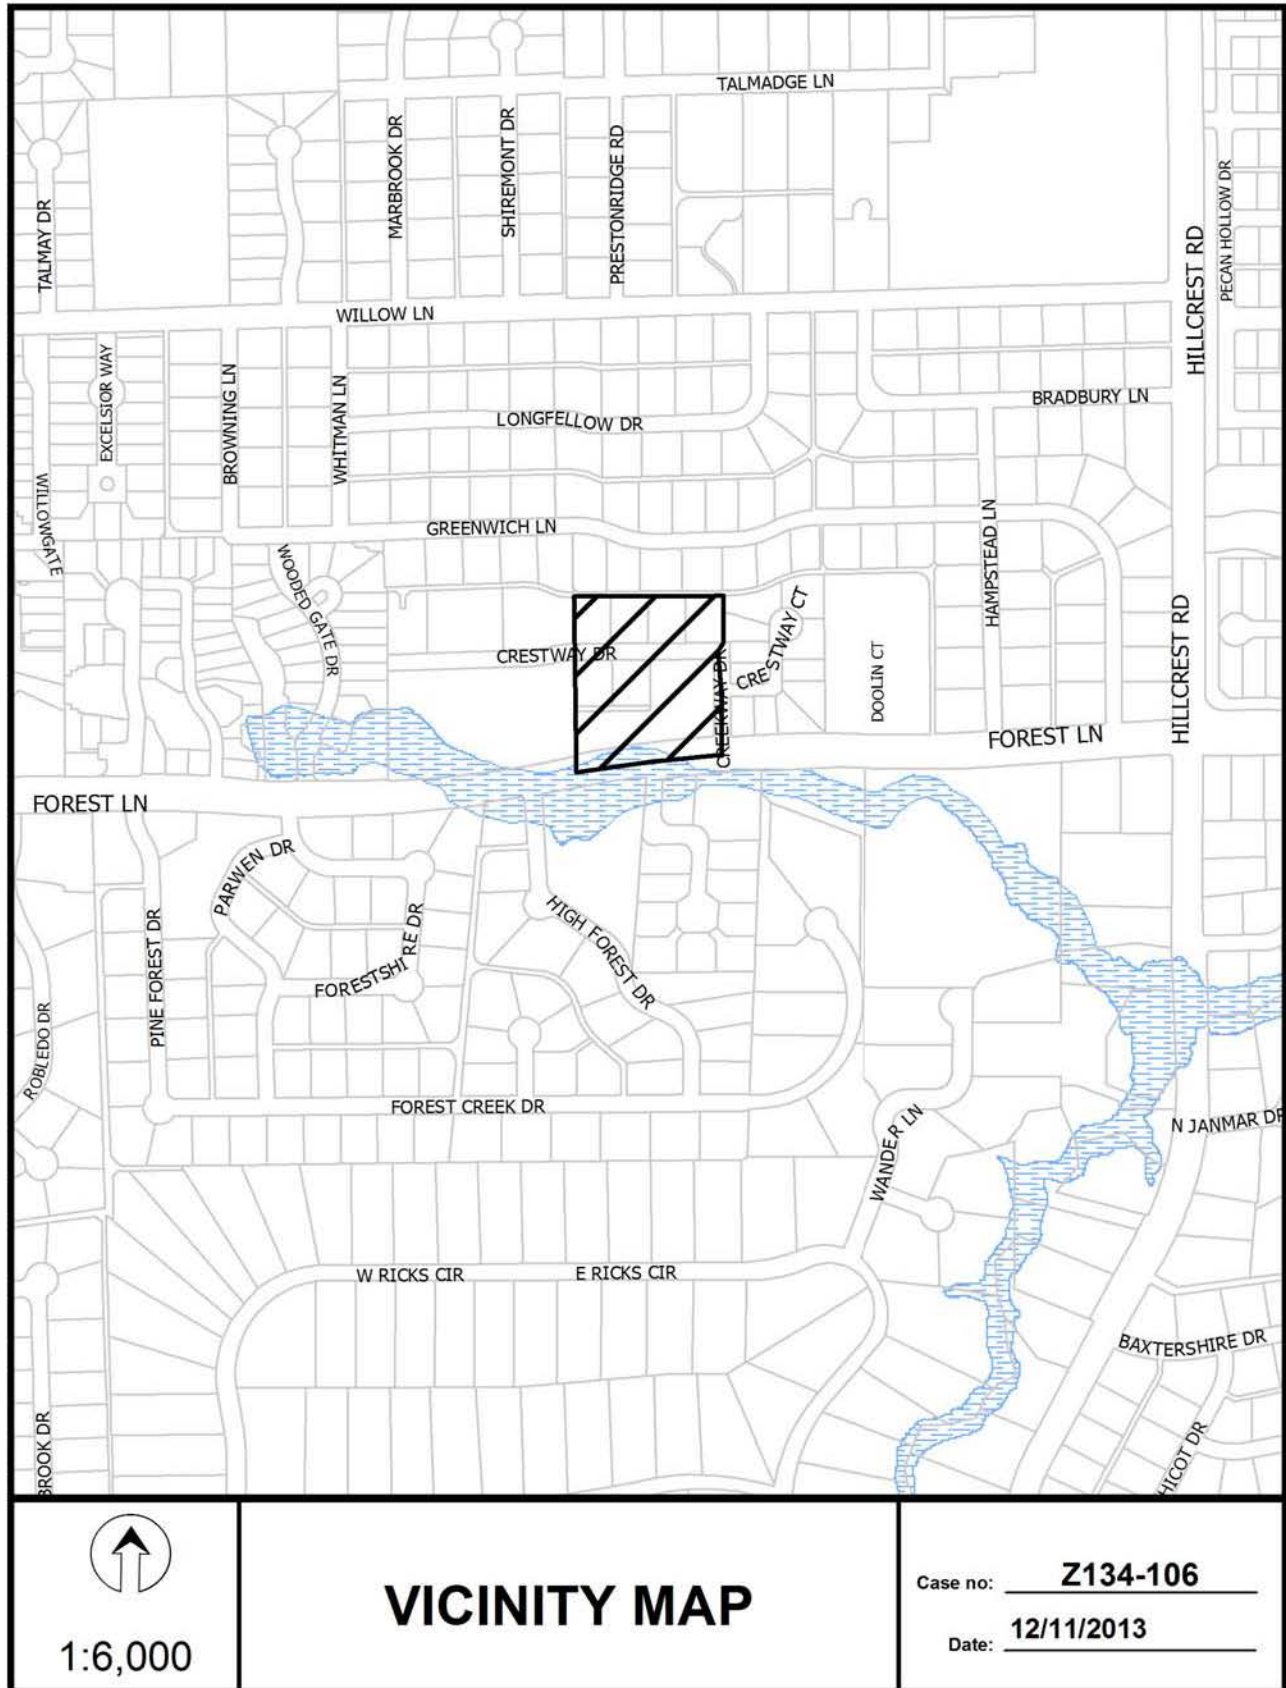 TALMADGE LN
MARBROOK DR
SHIREMONT DR
PRESTONRIDGE RD
TALMAY DR
PECAN HOLLOW DR
HILLCREST RD
WILLOW LN
EXCELSIOR WAY
BROWNING LN
WHITMAN LN
BRADBURY LN
LONGFELLOW DR
WILLOWGATE
GREENWICH LN
HAMPSTEAD LN
WOODED GATE DR
CRESTWAY CT
CRESTWAY DR
CREEKWAY DR
DOOLIN CT
HILLCREST RD
FOREST LN
FOREST LN
PARWEN DR
HIGH FOREST DR
PINE FOREST DR
FORESTSHI RE DR
ROBLEDO DR
FOREST CREEK DR
WANDER LN
N JANMAR DR
W RICKS CIR
E RICKS CIR
BAXTERSHIRE DR
BROOK DR
HICOT DR
1:6,000
VICINITY MAP
Case no: Z134-106
Date: 12/11/2013